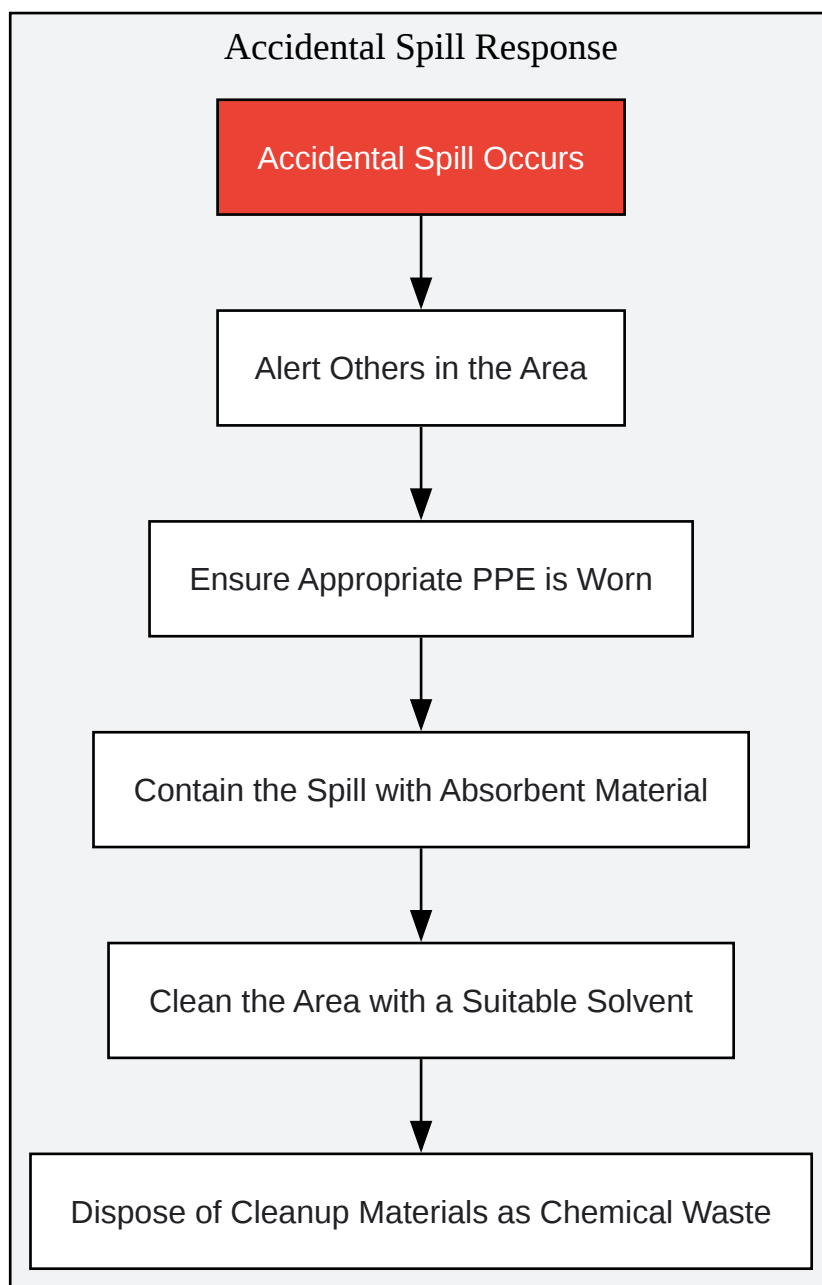 Accidental Spill Response
Accidental Spill Occurs
Alert Others in the Area
Ensure Appropriate PPE is Worn
Contain the Spill with Absorbent Material
Clean the Area with a Suitable Solvent
Dispose of Cleanup Materials as Chemical Waste